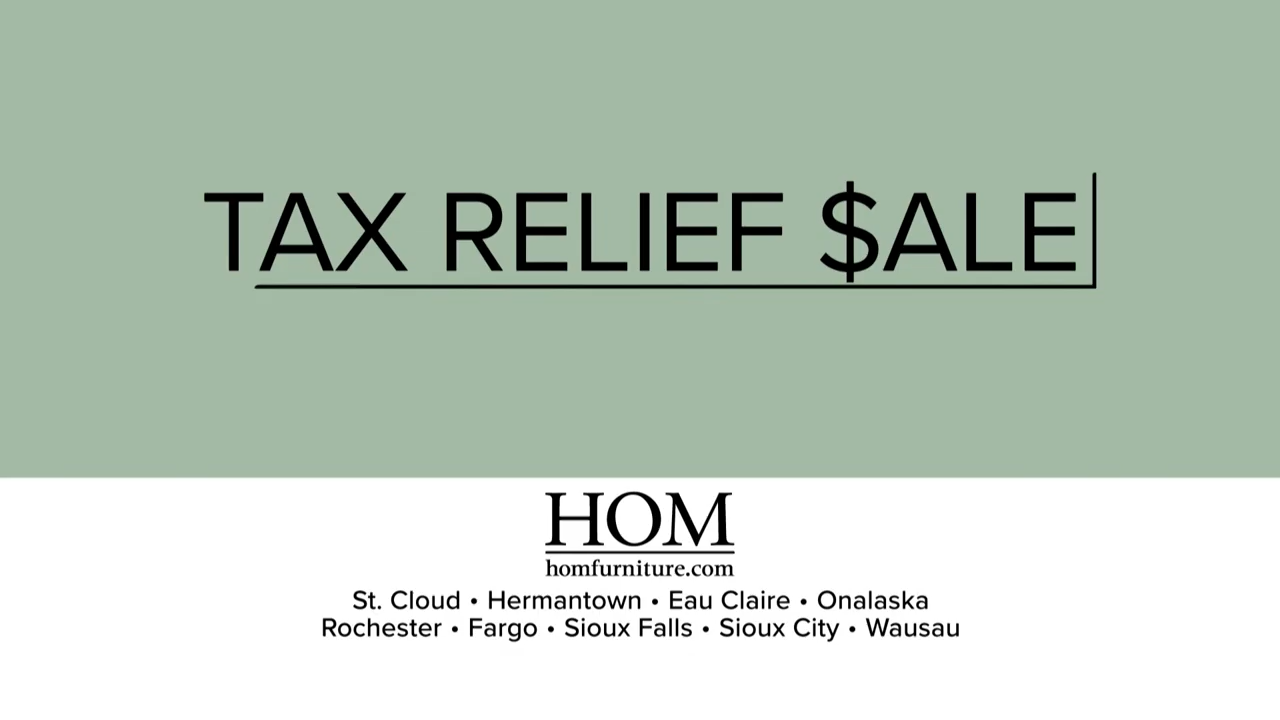 TAX RELIEF $ALE
HOM
homfurniture.com
St. Cloud • Hermantown • Eau Claire • Onalaska
Rochester • Fargo • Sioux Falls • Sioux City • Wausau